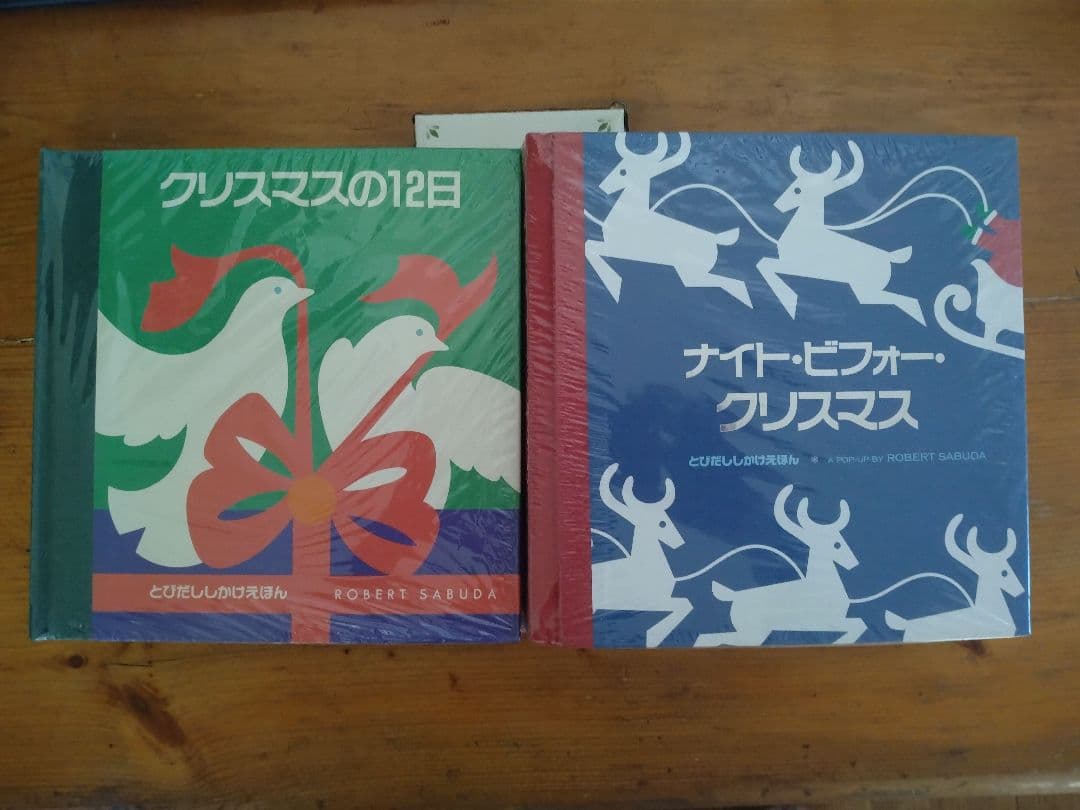 クリスマスの12日
とびだししかけえほん ROBERT SABUDA
ナイト・ビフォー・
クリスマス
とびだししかけえほん * A POP-UP BY ROBERT SABUDA